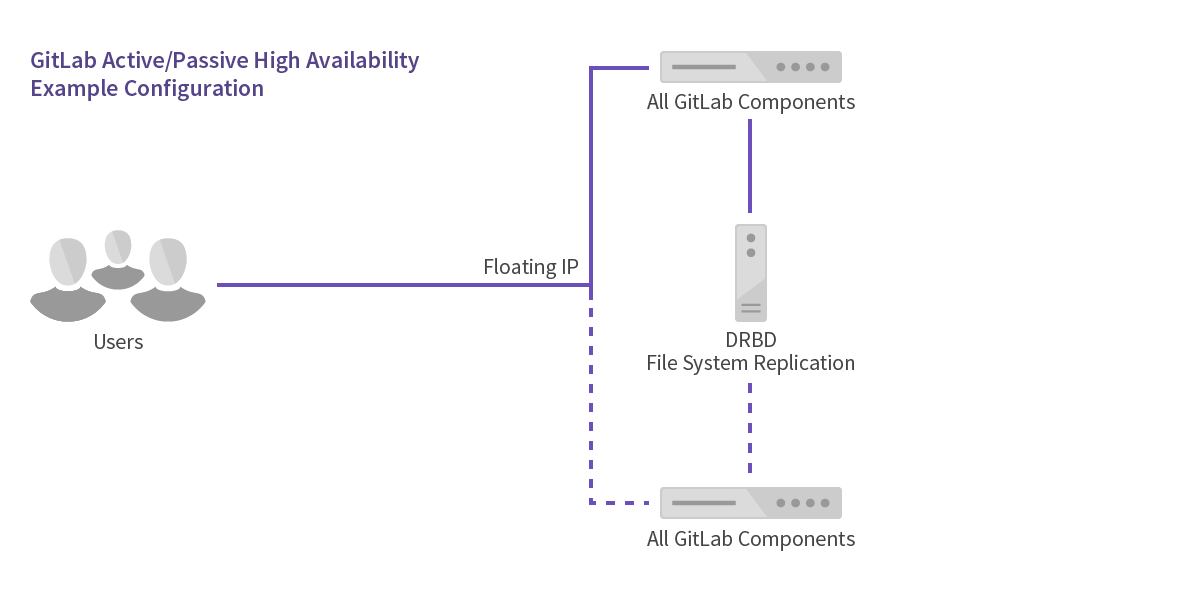 GitLab Active/Passive High Availability
Example Configuration
All GitLab Components
Floating IP
Users
DRBD
File System Replication
All GitLab Components